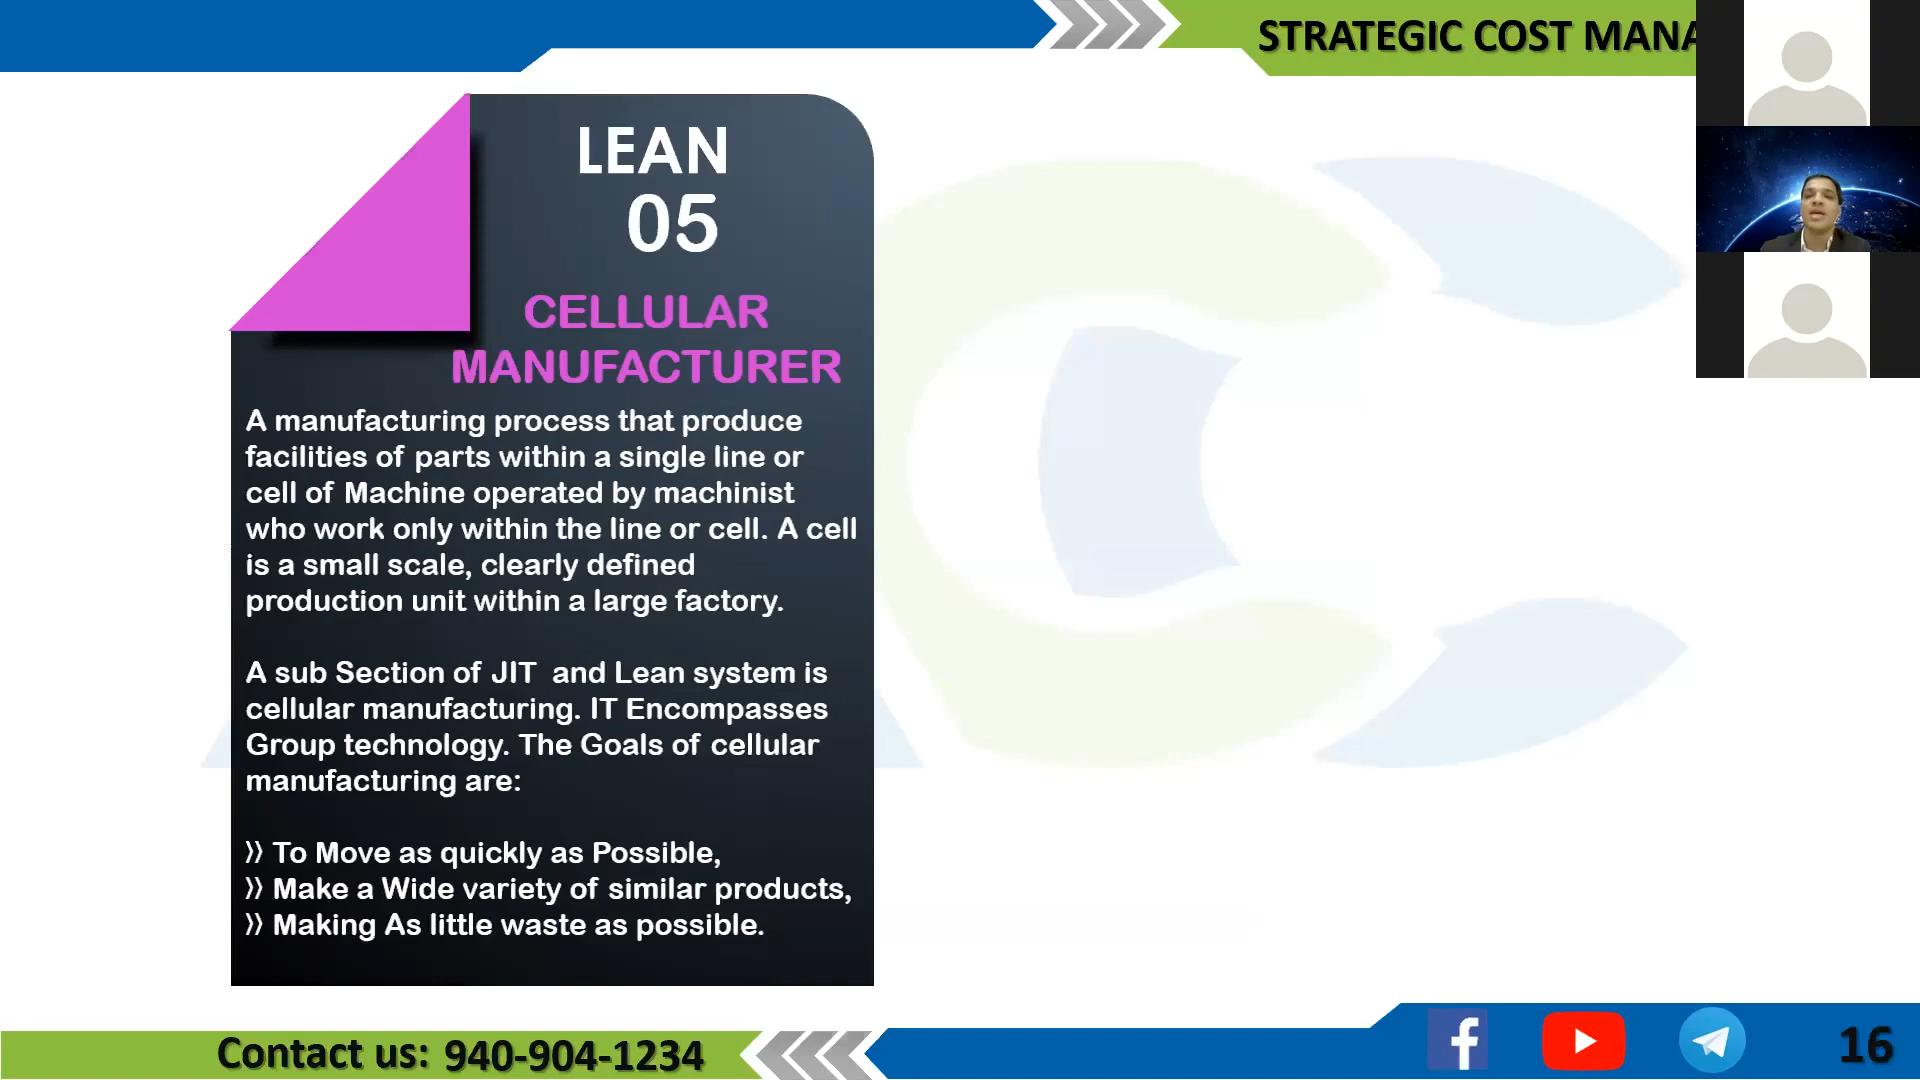 STRATEGIC COST MANA
LEAN
05
CELLULAR
MANUFACTURER
A manufacturing process that produce
facilities of parts within a single line or
cell of Machine operated by machinist
who work only within the line or cell. A cell
is a small scale, clearly defined
production unit within a large factory.
A sub Section of JIT and Lean system is
cellular manufacturing. IT Encompasses
Group technology. The Goals of cellular
manufacturing are:
⟫ To Move as quickly as Possible,
⟫ Make a Wide variety of similar products,
⟫ Making As little waste as possible.
Contact us: 940-904-1234
16